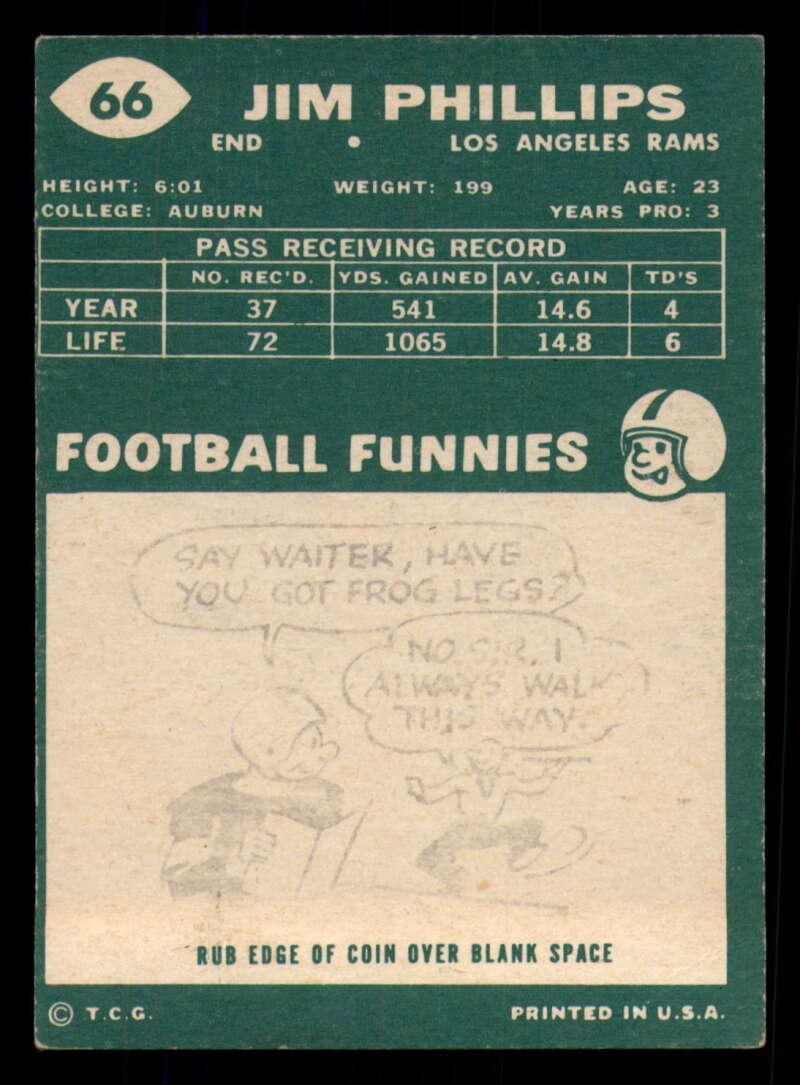 66
JIM PHILLIPS
END • LOS ANGELES RAMS
HEIGHT: 6:01 WEIGHT: 199 AGE: 23
COLLEGE: AUBURN YEARS PRO: 3
PASS RECEIVING RECORD
NO. REC'D. YDS. GAINED AV. GAIN TD'S
YEAR 37 541 14.6 4
LIFE 72 1065 14.8 6
FOOTBALL FUNNIES
SAY WAITER, HAVE
YOU GOT FROG LEGS?
NO SIR, I
ALWAYS WALK
THIS WAY.
RUB EDGE OF COIN OVER BLANK SPACE
© T.C.G. PRINTED IN U.S.A.